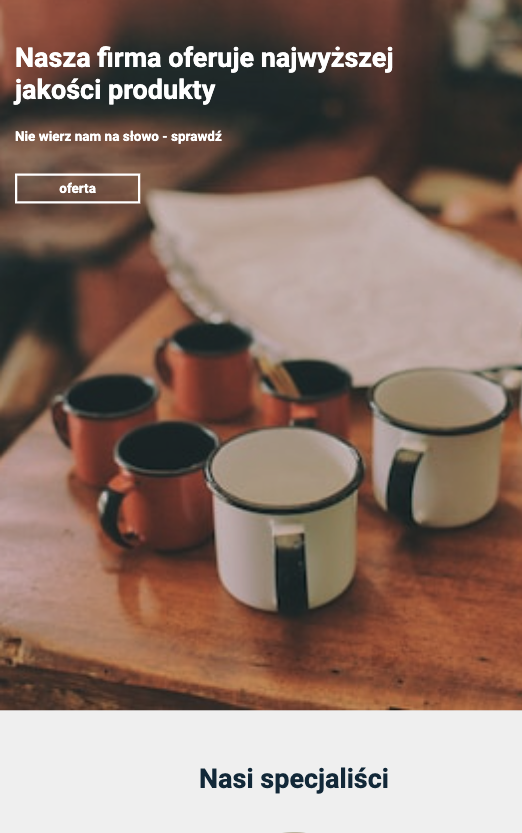 Nasza firma oferuje najwyższej
jakości produkty
Nie wierz nam na słowo - sprawdź
oferta
Nasi specjaliści